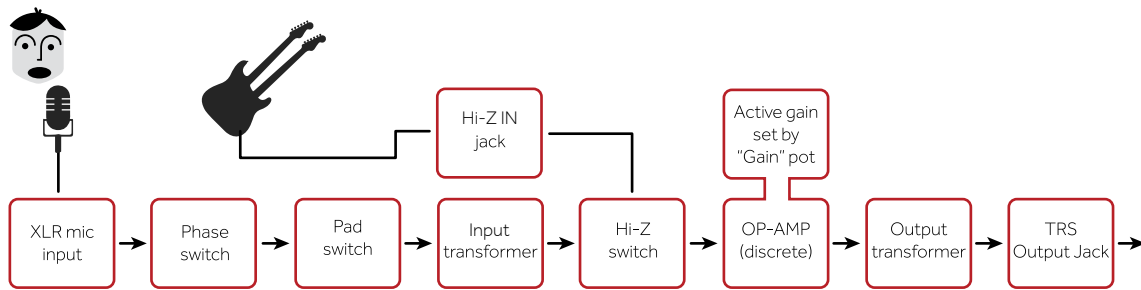 Hi-Z IN
jack
Active gain
set by
“Gain” pot
XLR mic
input
Phase
switch
Pad
switch
Input
transformer
Hi-Z
switch
OP-AMP
(discrete)
Output
transformer
TRS
Output Jack